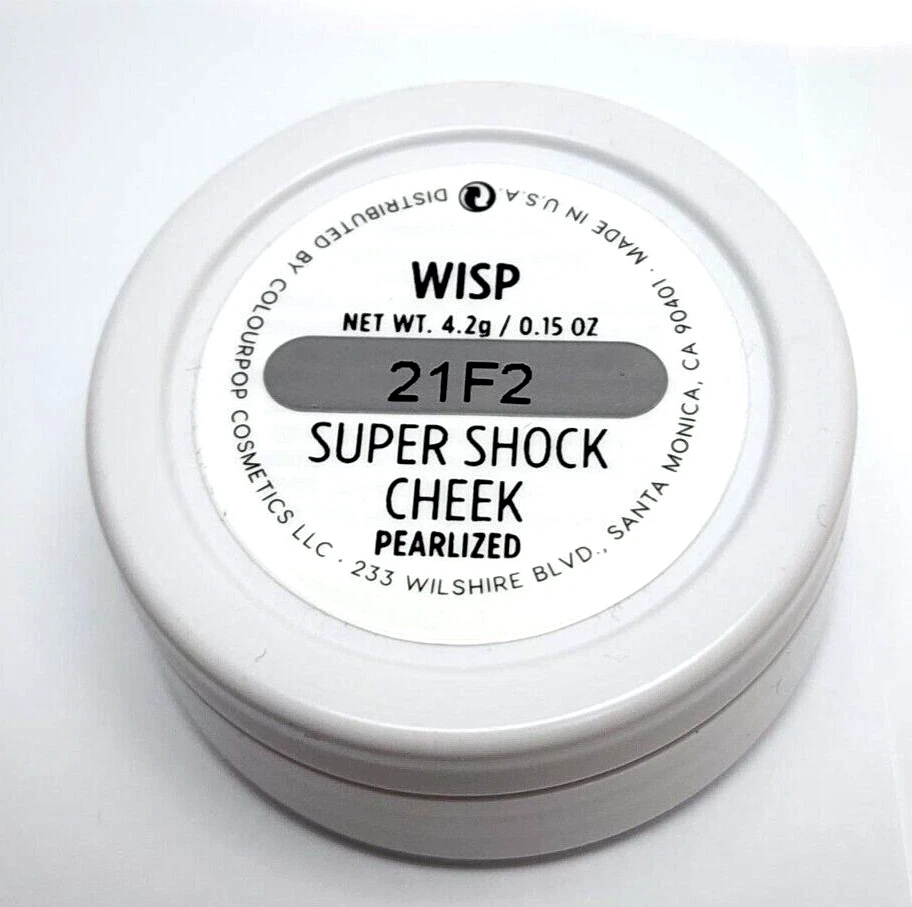 WISP
NET WT. 4.2g / 0.15 OZ
21F2
SUPER SHOCK
CHEEK
PEARLIZED
DISTRIBUTED BY COLOURPOP COSMETICS LLC · 233 WILSHIRE BLVD., SANTA MONICA, CA 90401 · MADE IN U.S.A.